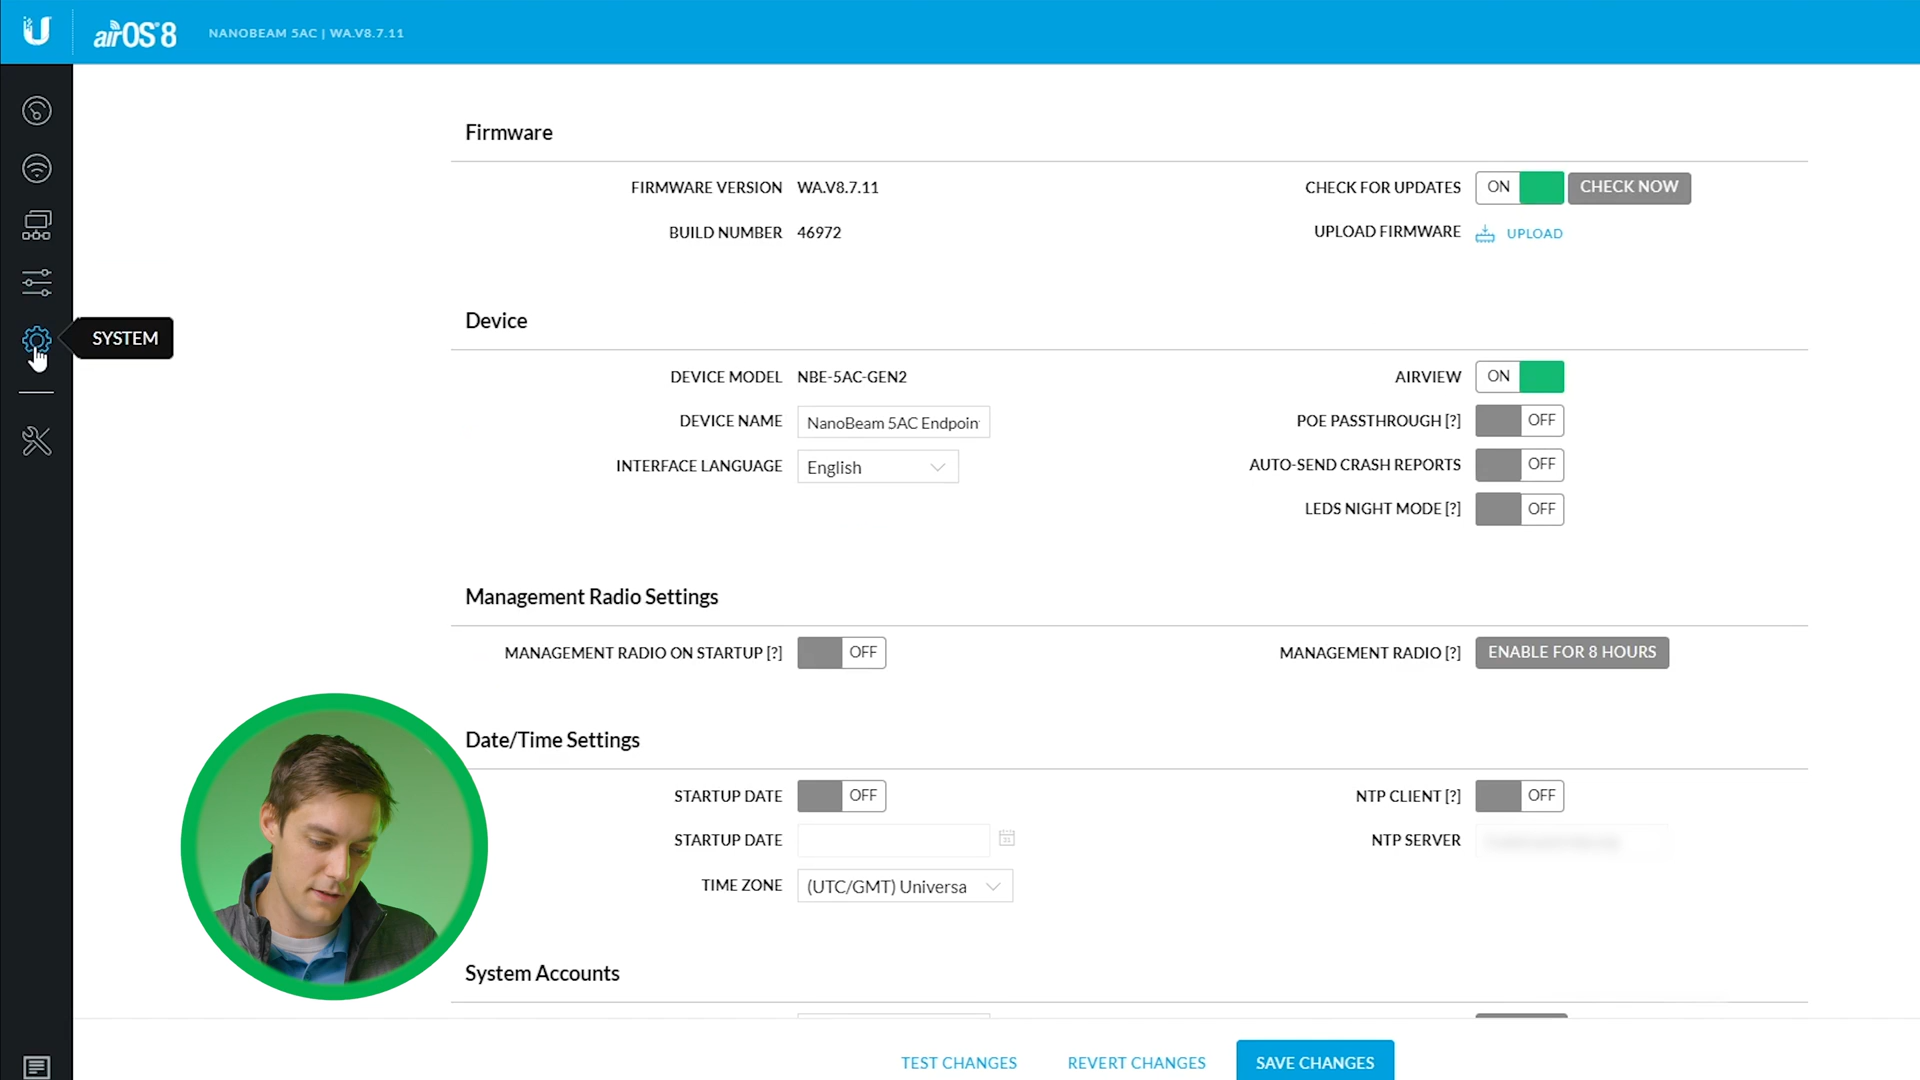 airOS 8
NANOBEAM 5AC | WA.V8.7.11
SYSTEM
Firmware
FIRMWARE VERSION WA.V8.7.11
CHECK FOR UPDATES ON CHECK NOW
BUILD NUMBER 46972
UPLOAD FIRMWARE UPLOAD
Device
DEVICE MODEL NBE-5AC-GEN2
AIRVIEW ON
DEVICE NAME NanoBeam 5AC Endpoin
POE PASSTHROUGH [?] OFF
INTERFACE LANGUAGE English
AUTO-SEND CRASH REPORTS OFF
LEDS NIGHT MODE [?] OFF
Management Radio Settings
MANAGEMENT RADIO ON STARTUP [?] OFF
MANAGEMENT RADIO [?] ENABLE FOR 8 HOURS
Date/Time Settings
STARTUP DATE OFF
NTP CLIENT [?] OFF
STARTUP DATE
NTP SERVER
TIME ZONE (UTC/GMT) Universa
System Accounts
TEST CHANGES REVERT CHANGES SAVE CHANGES